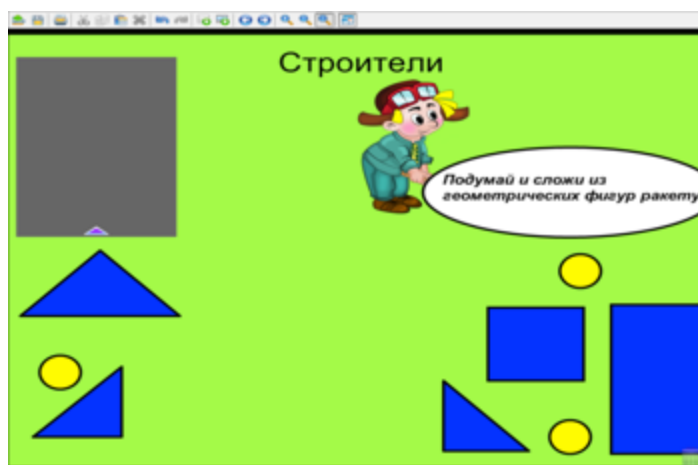 Строители
Подумай и сложи из
геометрических фигур ракету